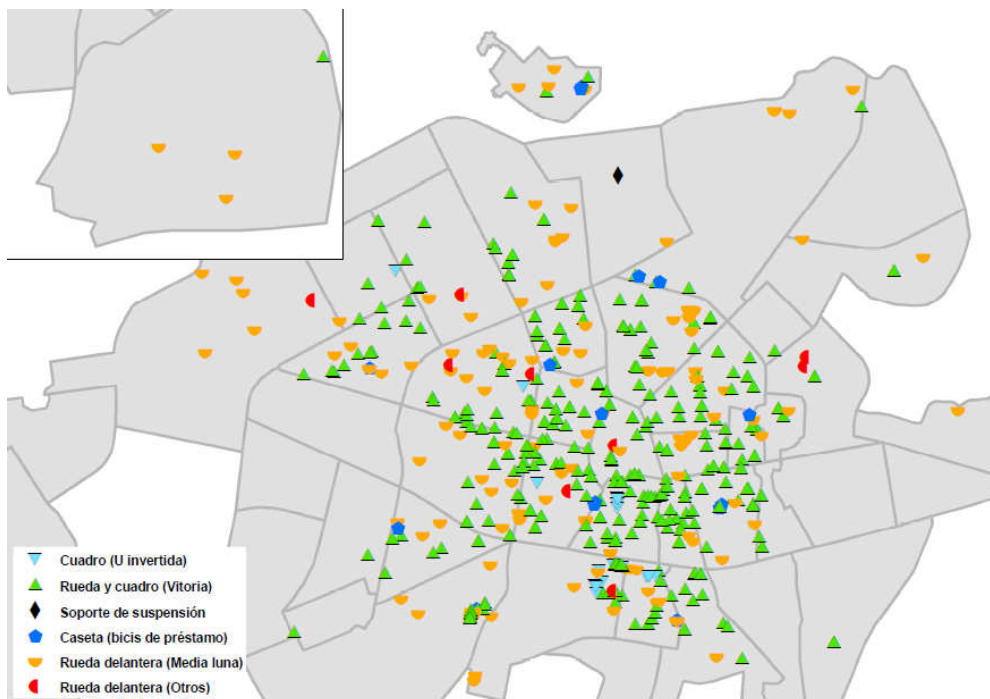 Cuadro (U invertida)
Rueda y cuadro (Vitoria)
Soporte de suspensión
Caseta (bicis de préstamo)
Rueda delantera (Media luna)
Rueda delantera (Otros)